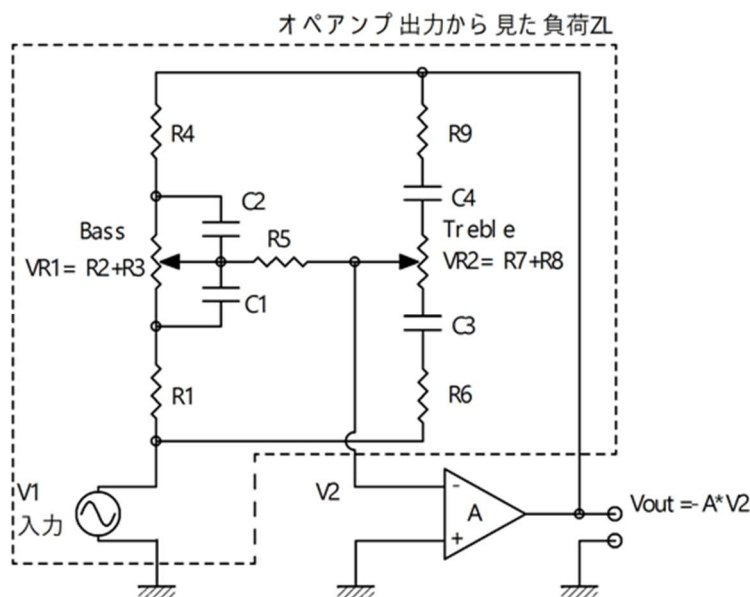 オペアンプ出力から見た負荷ZL
R4
R9
C2
C4
Bass
R5
Treble
VR1= R2+R3
VR2= R7+R8
C1
C3
R1
R6
V1
入力
V2
-
A
+
Vout =-A*V2